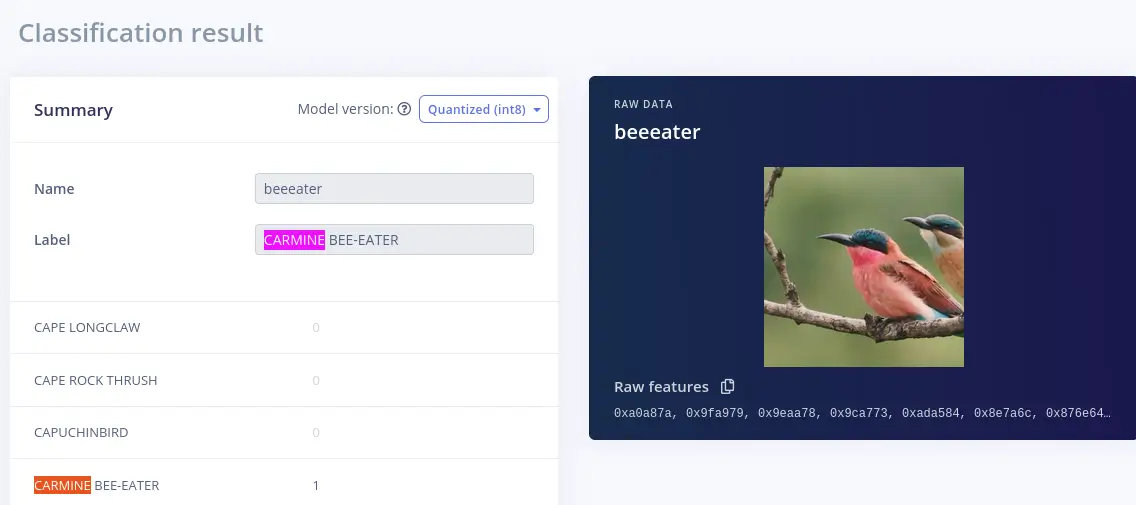 Classification result
Summary
Model version:
Quantized (int8)
Name
beeeater
Label
CARMINE BEE-EATER
CAPE LONGCLAW 0
CAPE ROCK THRUSH 0
CAPUCHINBIRD 0
CARMINE BEE-EATER 1
RAW DATA
beeeater
Raw features
0xa0a87a, 0x9fa979, 0x9eaa78, 0x9ca773, 0xada584, 0x8e7a6c, 0x876e64…